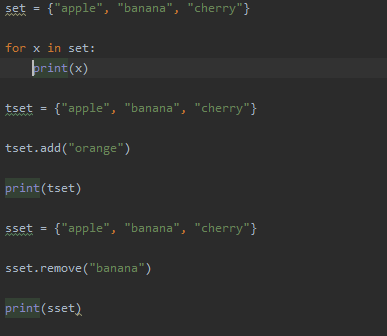 set = {"apple", "banana", "cherry"}
for x in set:
    print(x)
tset = {"apple", "banana", "cherry"}
tset.add("orange")
print(tset)
sset = {"apple", "banana", "cherry"}
sset.remove("banana")
print(sset)